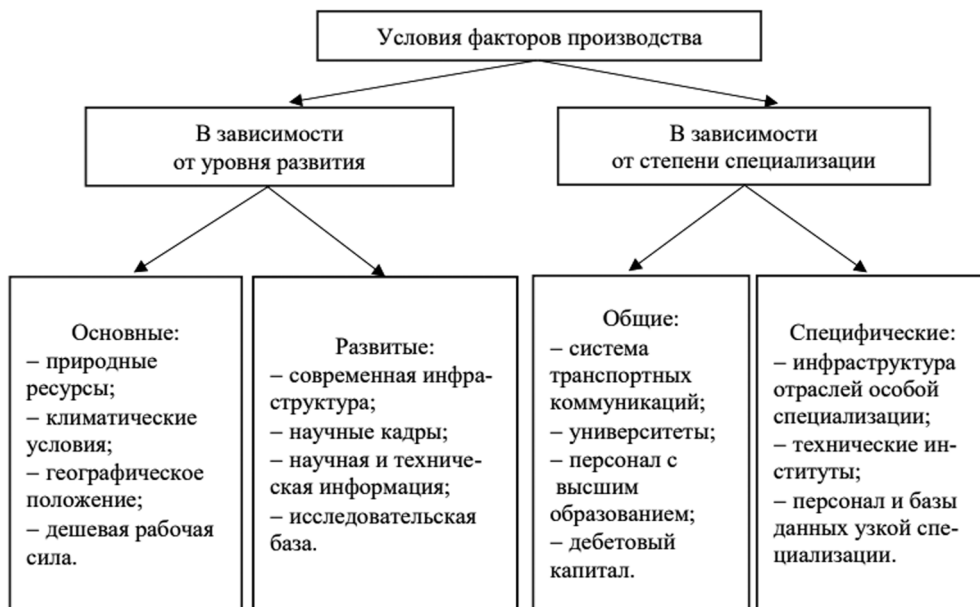 Условия факторов производства
В зависимости
от уровня развития
В зависимости
от степени специализации
Основные:
– природные
ресурсы;
– климатические
условия;
– географическое
положение;
– дешевая рабочая
сила.
Развитые:
– современная инфра-
структура;
– научные кадры;
– научная и техниче-
ская информация;
– исследовательская
база.
Общие:
– система
транспортных
коммуникаций;
– университеты;
– персонал с
высшим
образованием;
– дебетовый
капитал.
Специфические:
– инфраструктура
отраслей особой
специализации;
– технические ин-
ституты;
– персонал и базы
данных узкой спе-
циализации.